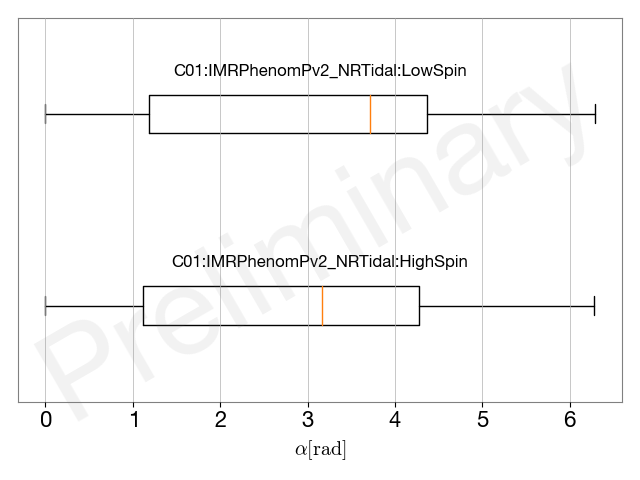 C01:IMRPhenomPv2_NRTidal:LowSpin
Preliminary
C01:IMRPhenomPv2_NRTidal:HighSpin
0 1 2 3 4 5 6
α[rad]